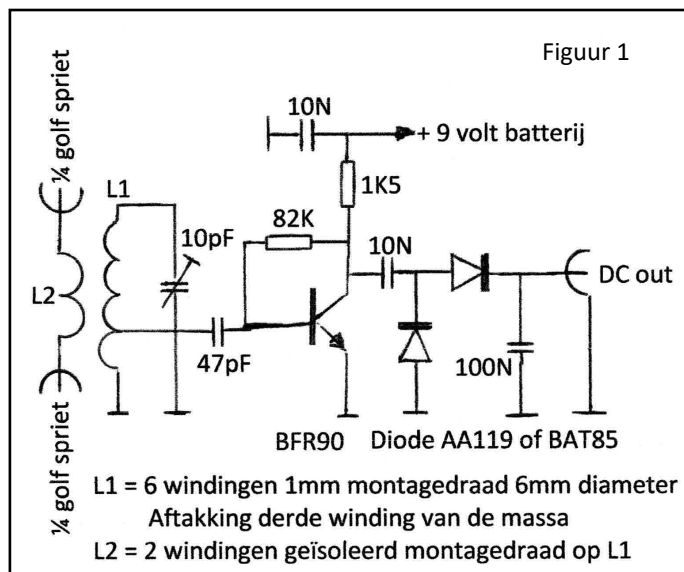 Figuur 1
¼ golf spriet
10N
+ 9 volt batterij
L1
1K5
82K
10pF
10N
L2
DC out
47pF
100N
¼ golf spriet
BFR90
Diode AA119 of BAT85
L1 = 6 windingen 1mm montagedraad 6mm diameter
Aftakking derde winding van de massa
L2 = 2 windingen geïsoleerd montagedraad op L1